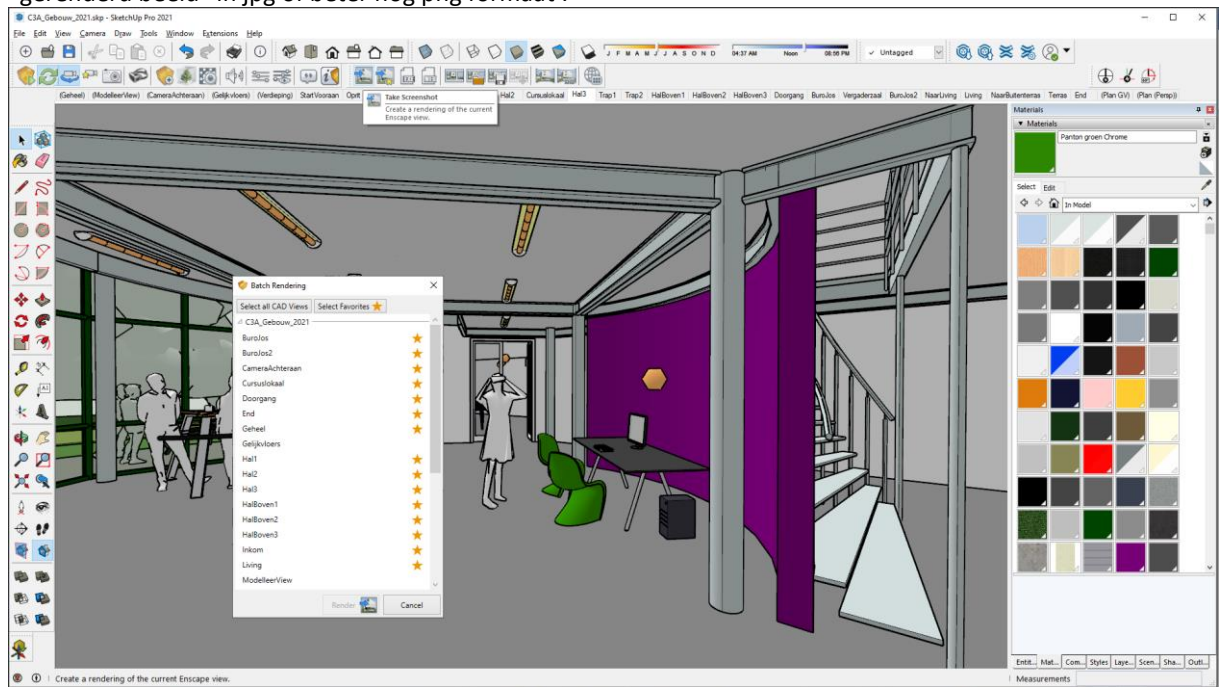 "gerenderd beeld" in jpg of beter nog png formaat .
C3A_Gebouw_2021.skp - SketchUp Pro 2021
File Edit View Camera Draw Tools Window Extensions Help
J F M A M J J A S O N D 04:37 AM Noon 08:56 PM Untagged
(Geheel) (ModelleerView) (CameraAchteraan) (Gelijkvloers) (Verdieping) StartVooraan Oprit Hal2 Cursuslokaal Hal3 Trap1 Trap2 HalBoven1 HalBoven2 HalBoven3 Doorgang BuroJos Vergaderzaal BuroJos2 NaarLiving Living NaarButenterras Terras End (Plan GV) (Plan (Persp))
Take Screenshot
Create a rendering of the current
Enscape view.
Materials
Materials
Panton groen Chrome
Select Edit
In Model
Batch Rendering
Select all CAD Views Select Favorites
C3A_Gebouw_2021
BuroJos
BuroJos2
CameraAchteraan
Cursuslokaal
Doorgang
End
Geheel
Gelijkvloers
Hal1
Hal2
Hal3
HalBoven1
HalBoven2
HalBoven3
Inkom
Living
ModelleerView
Render Cancel
Entit... Mat... Com... Styles Laye... Scen... Sha... Outl...
Create a rendering of the current Enscape view.
Measurements